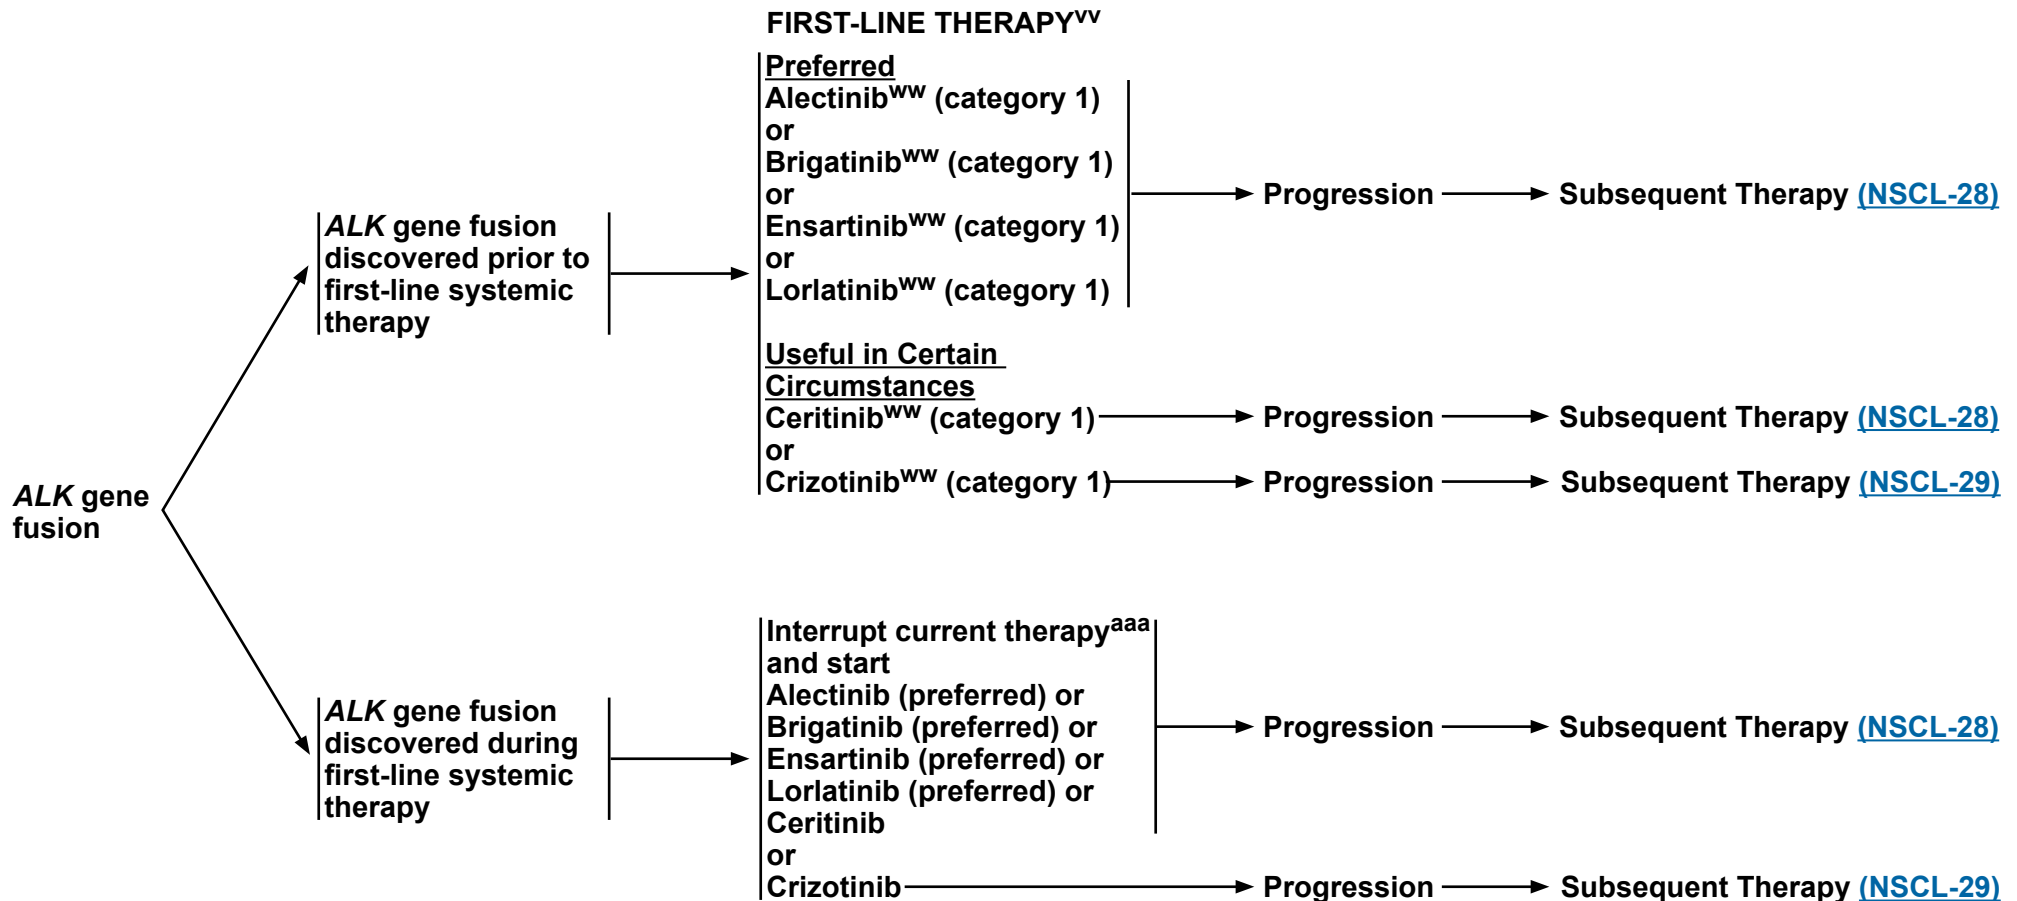 FIRST-LINE THERAPYvv
Preferred
Alectinibww (category 1)
or
Brigatinibww (category 1)
or
Ensartinibww (category 1)
or
Lorlatinibww (category 1)
Progression
Subsequent Therapy (NSCL-28)
ALK gene fusion
discovered prior to
first-line systemic
therapy
Useful in Certain
Circumstances
Ceritinibww (category 1)
Progression
Subsequent Therapy (NSCL-28)
or
Crizotinibww (category 1)
Progression
Subsequent Therapy (NSCL-29)
ALK gene
fusion
ALK gene fusion
discovered during
first-line systemic
therapy
Interrupt current therapyaaa
and start
Alectinib (preferred) or
Brigatinib (preferred) or
Ensartinib (preferred) or
Lorlatinib (preferred) or
Ceritinib
Progression
Subsequent Therapy (NSCL-28)
or
Crizotinib
Progression
Subsequent Therapy (NSCL-29)